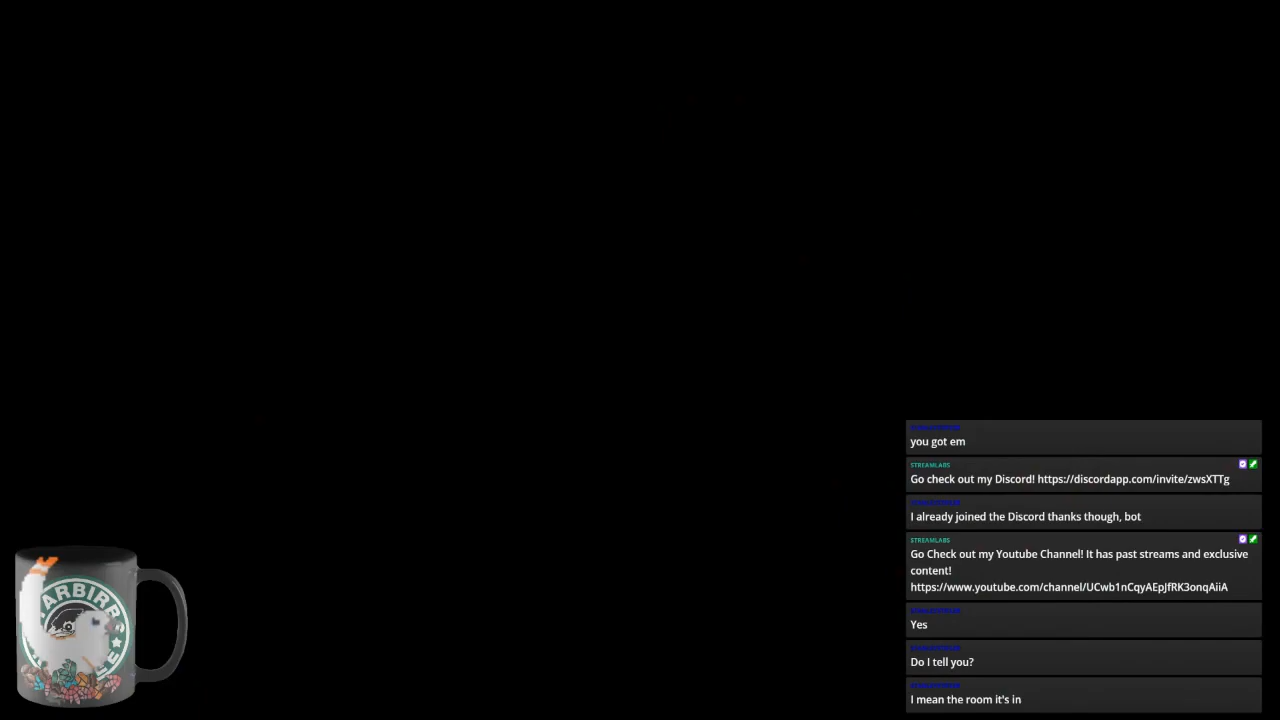 ARBIRB
you got em
STREAMLABS
Go check out my Discord! https://discordapp.com/invite/zwsXTTg
I already joined the Discord thanks though, bot
STREAMLABS
Go Check out my Youtube Channel! It has past streams and exclusive
content!
https://www.youtube.com/channel/UCwb1nCqyAEpJfRK3onqAiiA
Yes
Do I tell you?
I mean the room it's in